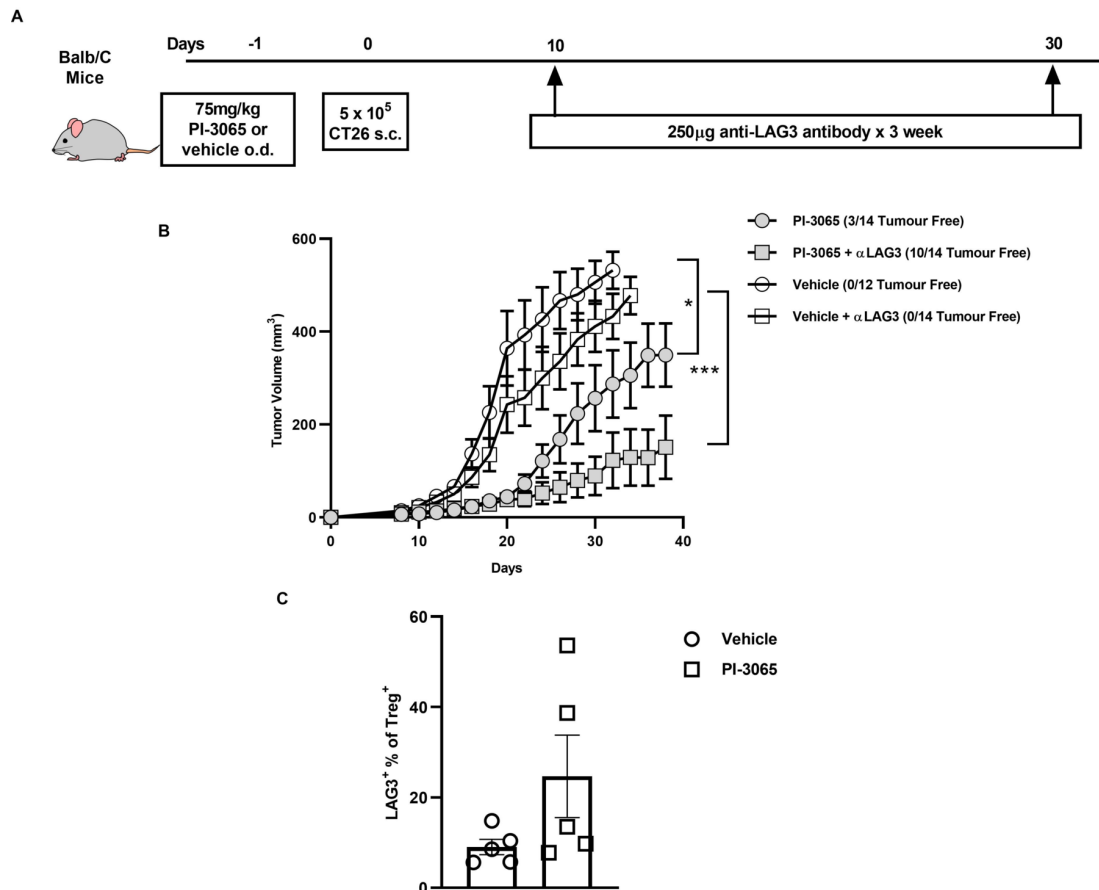 A
Days -1 0 10 30
Balb/C
Mice
75mg/kg
PI-3065 or
vehicle o.d.
5 x 10⁵
CT26 s.c.
250μg anti-LAG3 antibody x 3 week
B
Tumor Volume (mm³)
600
400
200
0
0 10 20 30 40
Days
*
***
PI-3065 (3/14 Tumour Free)
PI-3065 + αLAG3 (10/14 Tumour Free)
Vehicle (0/12 Tumour Free)
Vehicle + αLAG3 (0/14 Tumour Free)
C
LAG3⁺ % of Treg⁺
60
40
20
0
Vehicle
PI-3065